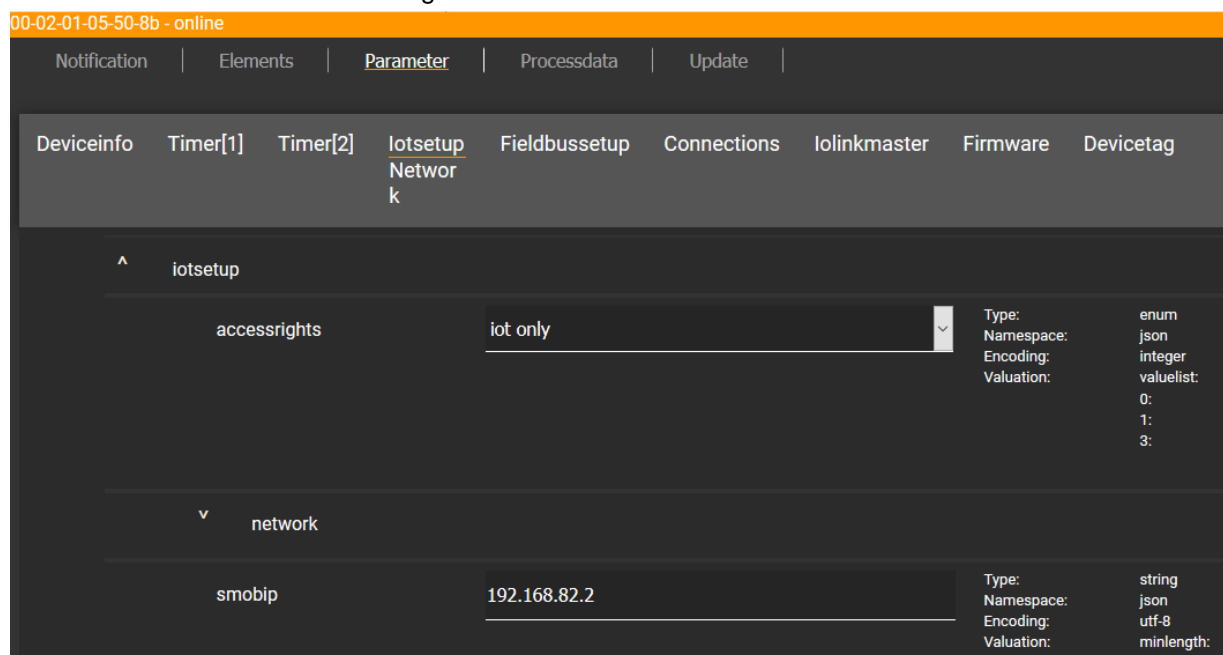 00-02-01-05-50-8b - online
Notification | Elements | Parameter | Processdata | Update |
Deviceinfo Timer[1] Timer[2] Iotsetup Fieldbussetup Connections Iolinkmaster Firmware Devicetag
Networ
k
^ iotsetup
accessrights iot only Type: enum
Namespace: json
Encoding: integer
Valuation: valuelist:
0:
1:
3:
v network
smobip 192.168.82.2 Type: string
Namespace: json
Encoding: utf-8
Valuation: minlength: